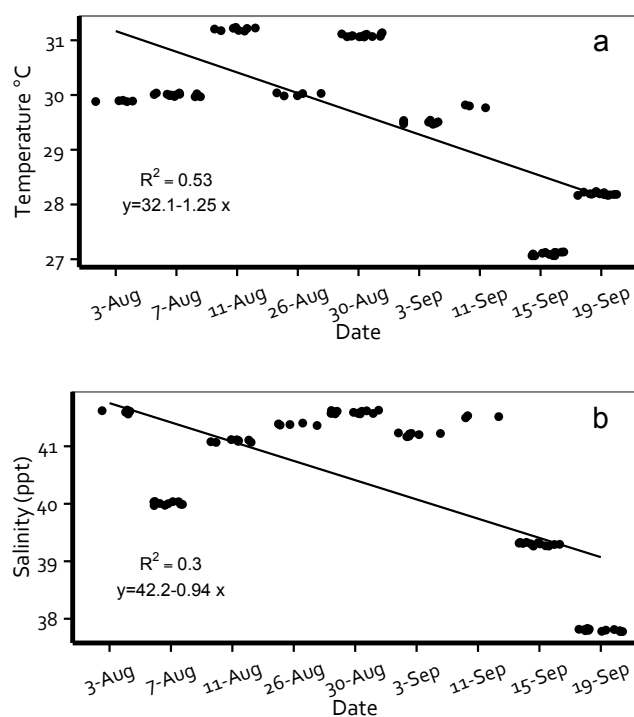 a
Temperature °C
31
30
29
28
27
R² = 0.53
y=32.1-1.25 x
3-Aug 7-Aug 11-Aug 26-Aug 30-Aug 3-Sep 11-Sep 15-Sep 19-Sep
Date
b
Salinity (ppt)
41
40
39
38
R² = 0.3
y=42.2-0.94 x
3-Aug 7-Aug 11-Aug 26-Aug 30-Aug 3-Sep 11-Sep 15-Sep 19-Sep
Date